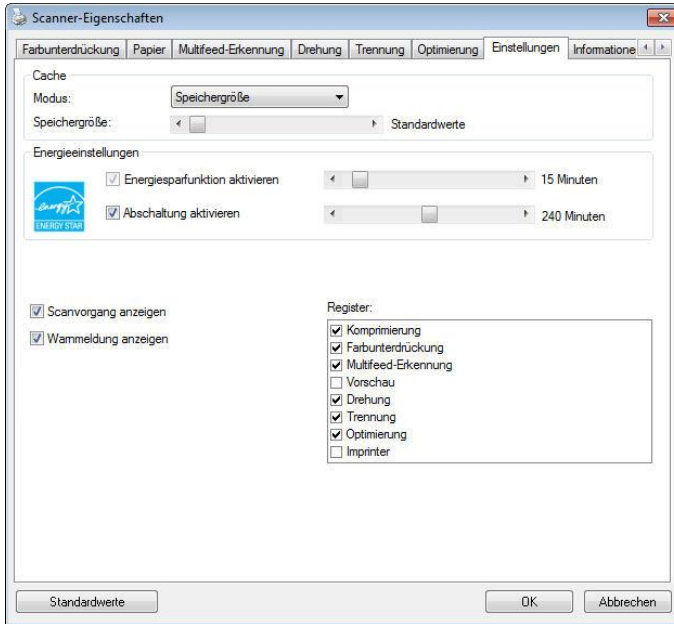 Scanner-Eigenschaften
Farbunterdrückung Papier Multifeed-Erkennung Drehung Trennung Optimierung Einstellungen Informatione
Cache
Modus: Speichergröße
Speichergröße: Standardwerte
Energieeinstellungen
Energiesparfunktion aktivieren 15 Minuten
energy
ENERGY STAR
Abschaltung aktivieren 240 Minuten
Scanvorgang anzeigen
Warnmeldung anzeigen
Register:
Komprimierung
Farbunterdrückung
Multifeed-Erkennung
Vorschau
Drehung
Trennung
Optimierung
Imprinter
Standardwerte OK Abbrechen